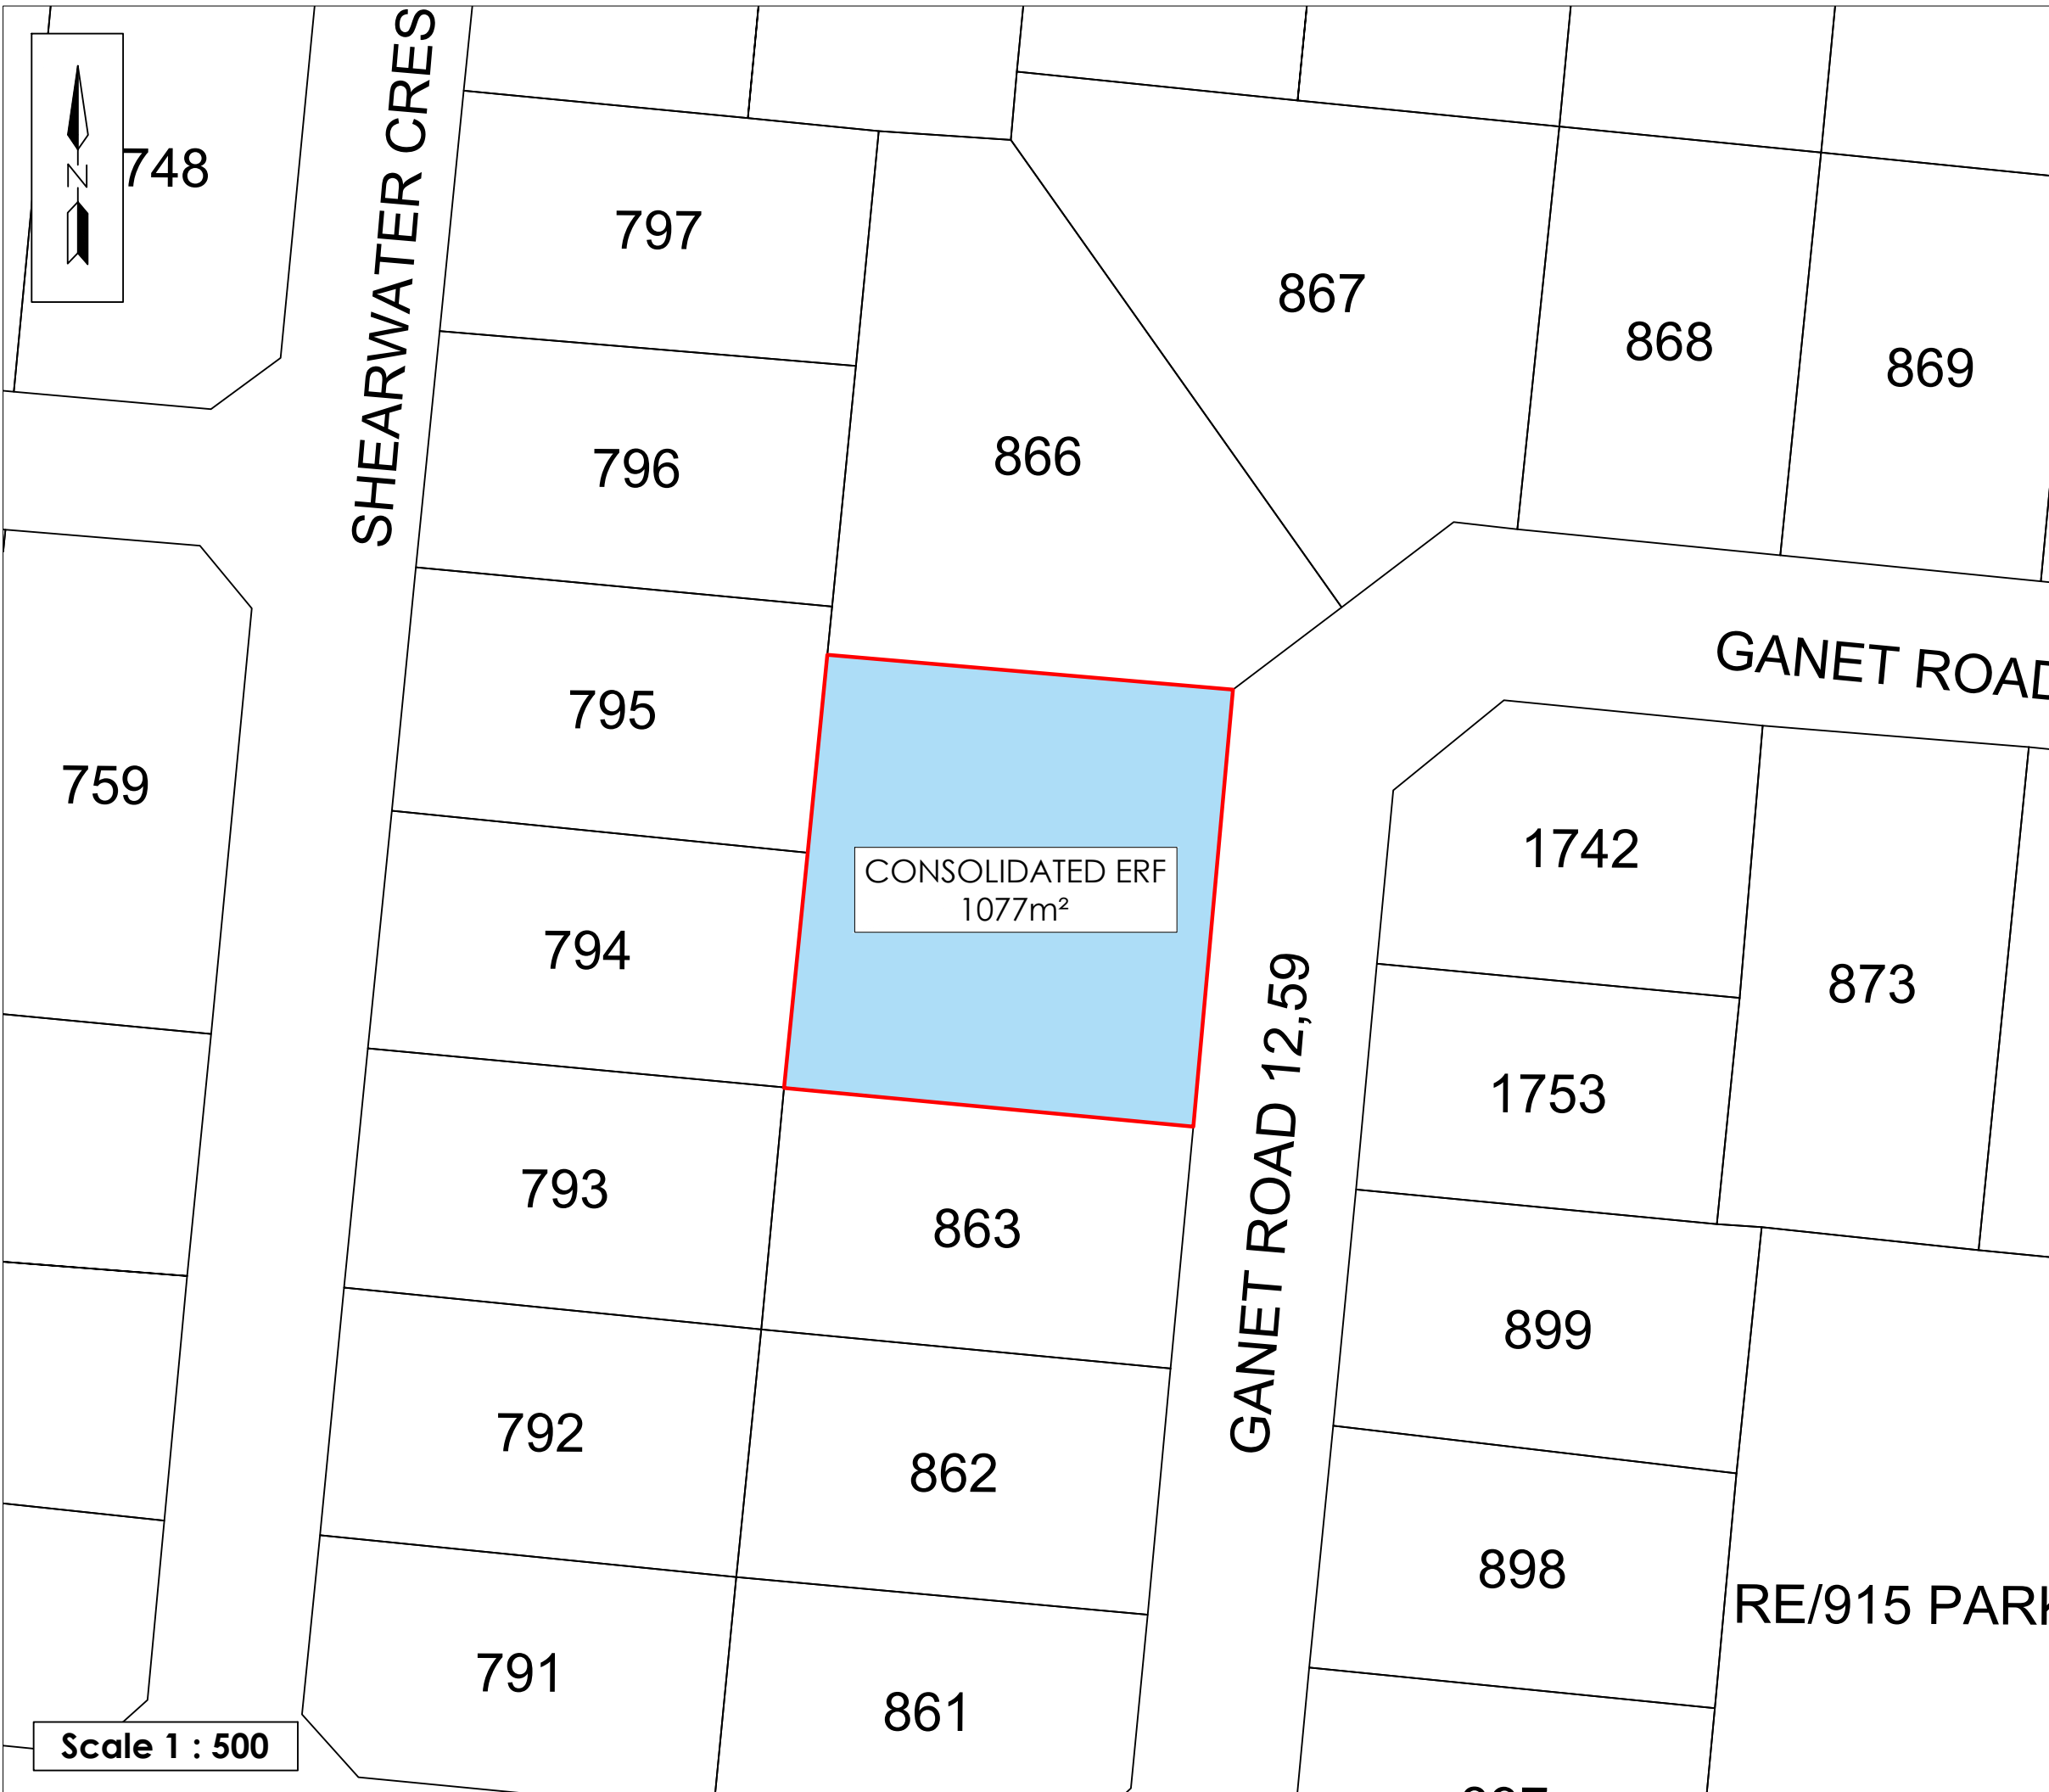 SHEARWATER CRES
N
748
797
867
868
869
796
866
GANET ROAD
795
759
1742
CONSOLIDATED ERF
1077m²
794
873
GANET ROAD 12,59
1753
793
863
899
792
862
898
RE/915 PARK
791
861
Scale 1 : 500